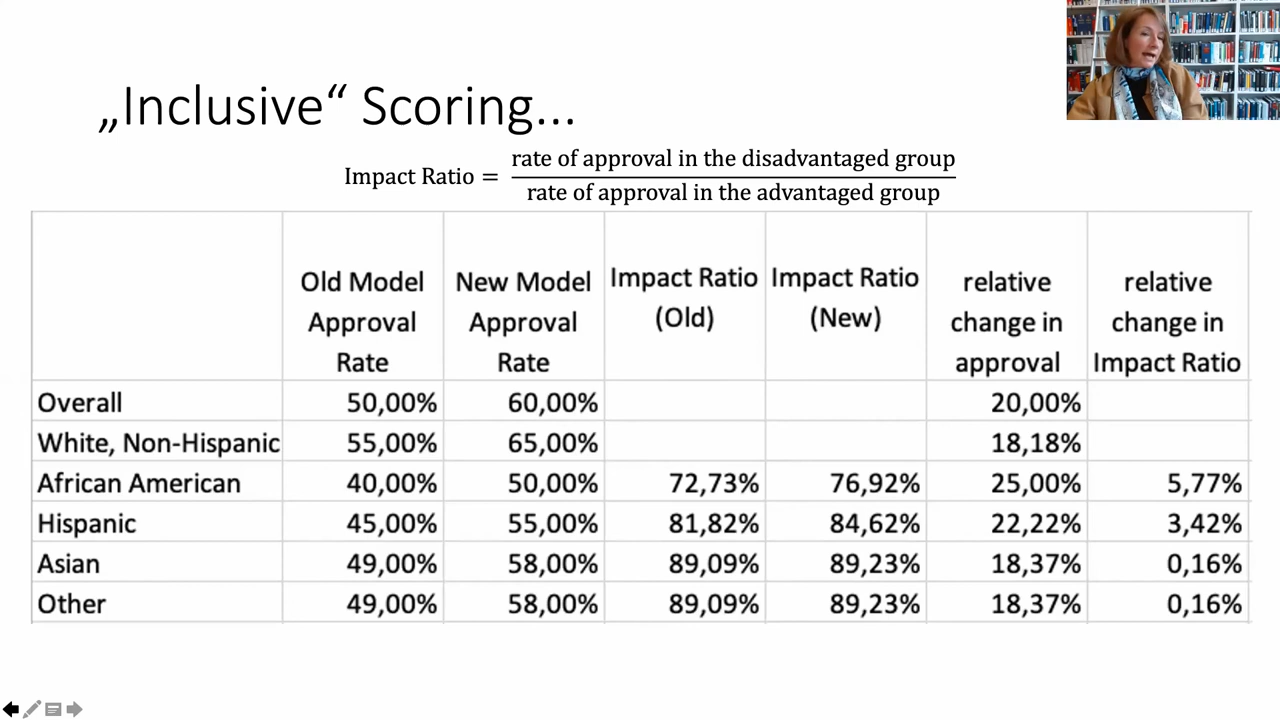 „Inclusive“ Scoring...
Impact Ratio = rate of approval in the disadvantaged group
rate of approval in the advantaged group
Old Model Approval Rate New Model Approval Rate Impact Ratio (Old) Impact Ratio (New) relative change in approval relative change in Impact Ratio
Overall 50,00% 60,00% 20,00%
White, Non-Hispanic 55,00% 65,00% 18,18%
African American 40,00% 50,00% 72,73% 76,92% 25,00% 5,77%
Hispanic 45,00% 55,00% 81,82% 84,62% 22,22% 3,42%
Asian 49,00% 58,00% 89,09% 89,23% 18,37% 0,16%
Other 49,00% 58,00% 89,09% 89,23% 18,37% 0,16%